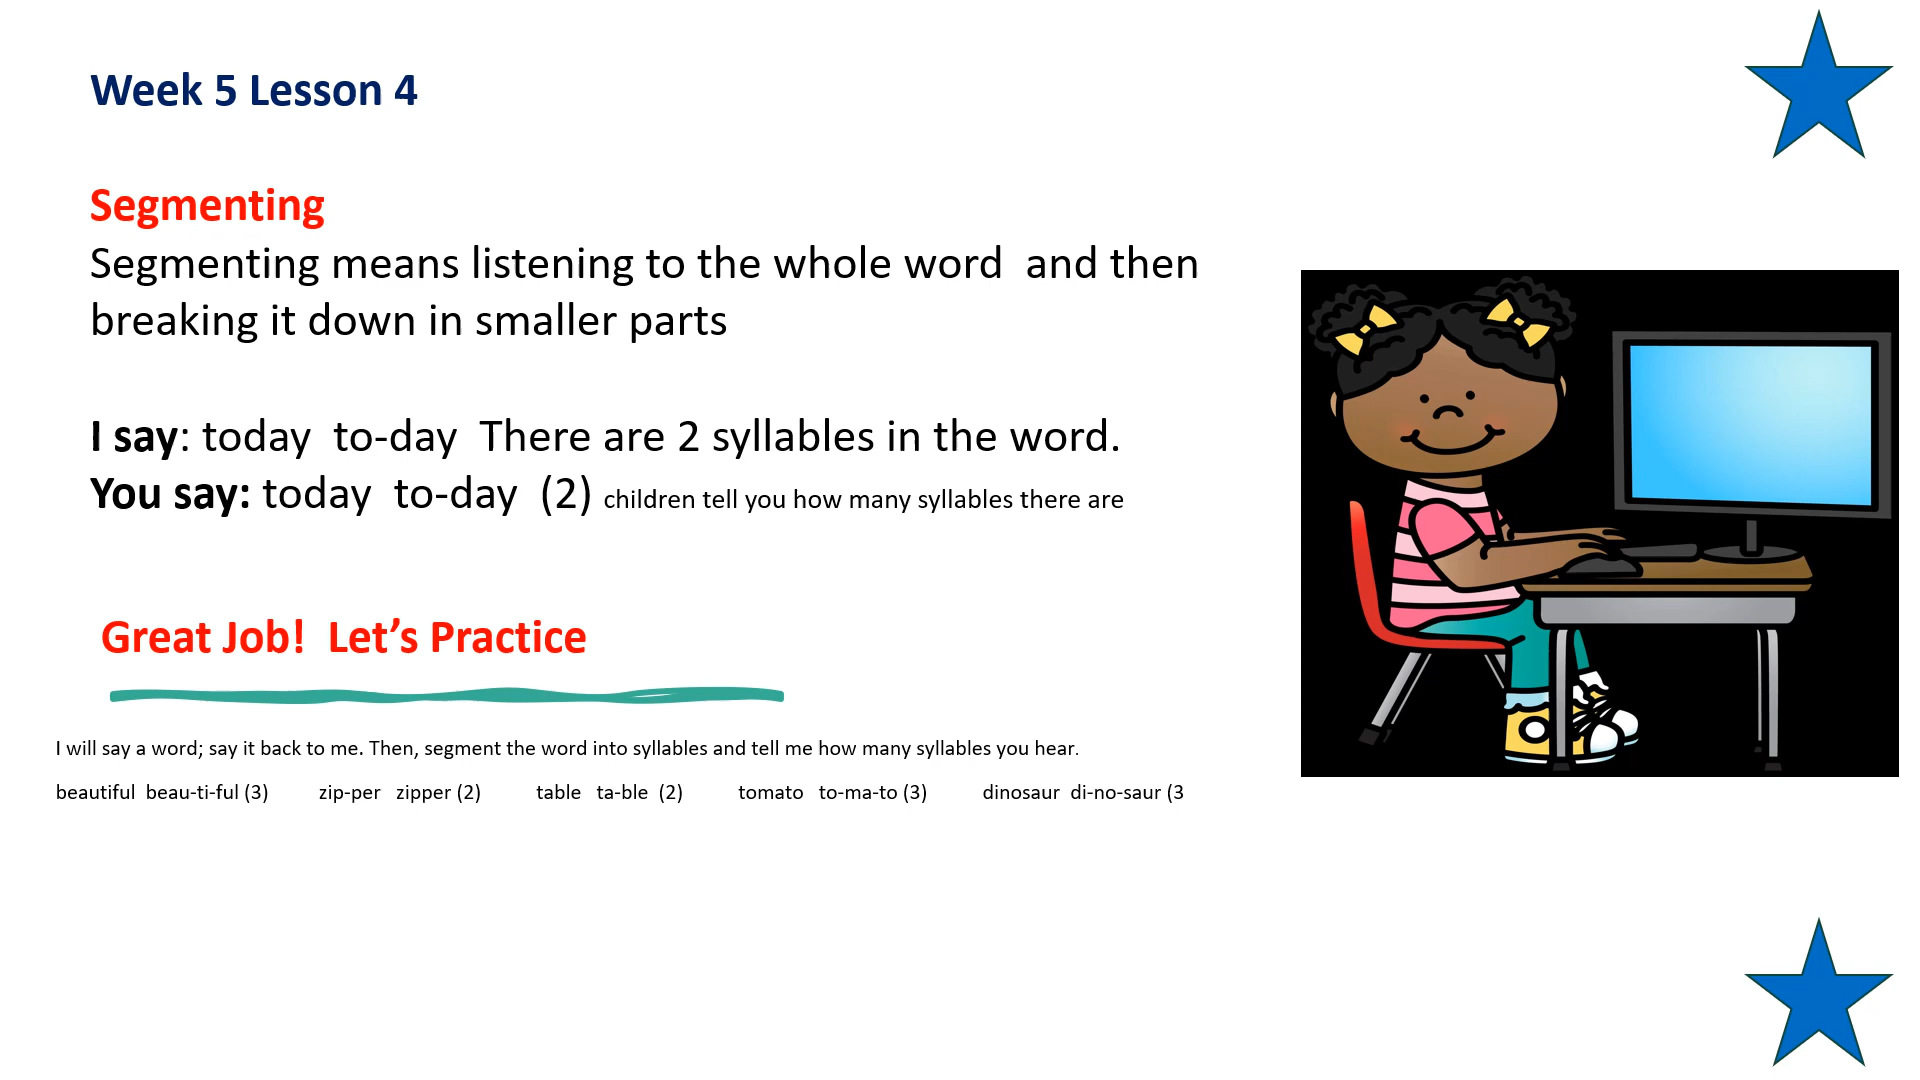 Week 5 Lesson 4
Segmenting
Segmenting means listening to the whole word  and then
breaking it down in smaller parts
I say: today  to-day  There are 2 syllables in the word.
You say: today  to-day  (2) children tell you how many syllables there are
Great Job!  Let’s Practice
I will say a word; say it back to me. Then, segment the word into syllables and tell me how many syllables you hear.
beautiful  beau-ti-ful (3)  zip-per  zipper (2)  table  ta-ble  (2)  tomato  to-ma-to (3)  dinosaur  di-no-saur (3